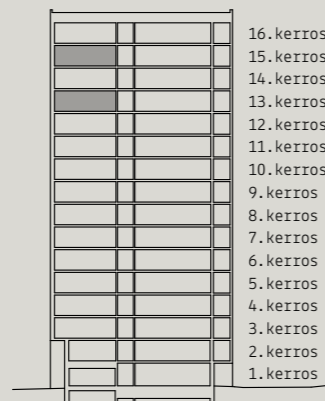 16.kerros
15.kerros
14.kerros
13.kerros
12.kerros
11.kerros
10.kerros
9.kerros
8.kerros
7.kerros
6.kerros
5.kerros
4.kerros
3.kerros
2.kerros
1.kerros